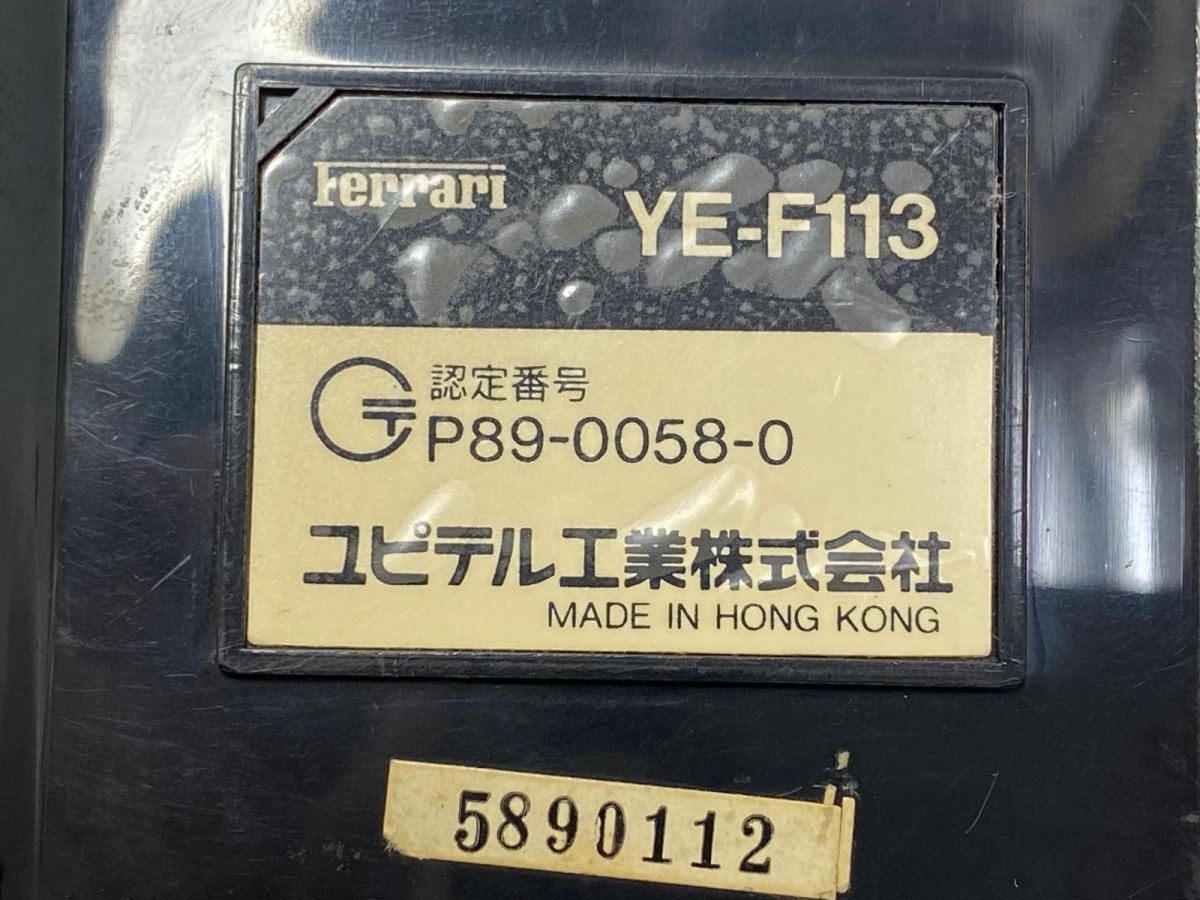 Ferrari
YE-F113
テ
認定番号
P89-0058-0
ユピテル工業株式会社
MADE IN HONG KONG
5890112